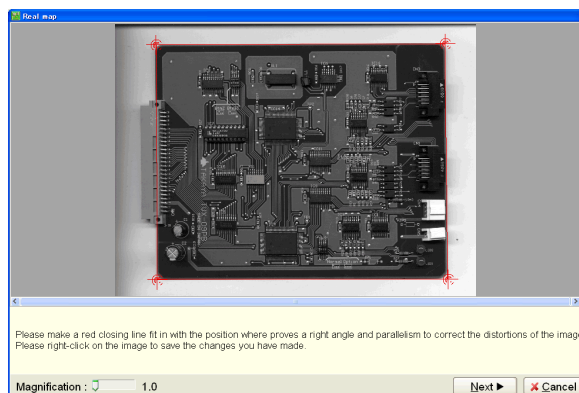 Real map
Please make a red closing line fit in with the position where proves a right angle and parallelism to correct the distortions of the image
Please right-click on the image to save the changes you have made.
Magnification : 1.0
Next ▶
✘ Cancel